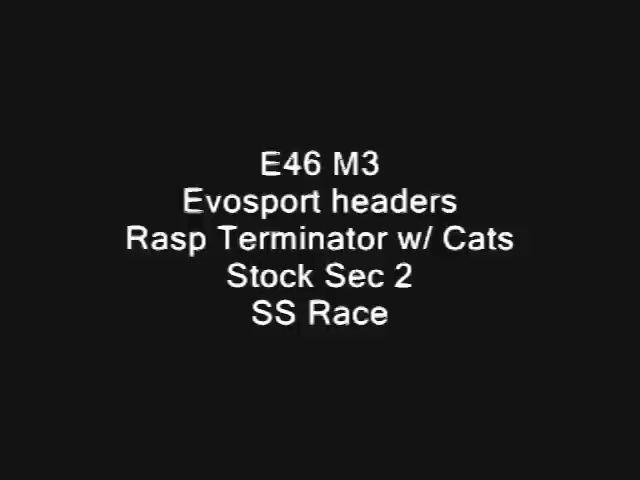 E46 M3
Evosport headers
Rasp Terminator w/ Cats
Stock Sec 2
SS Race